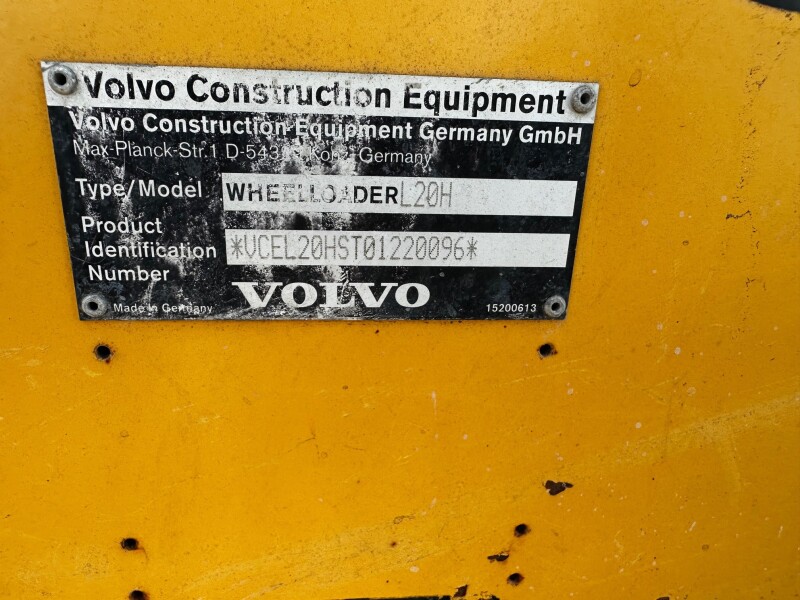 Volvo Construction Equipment
Volvo Construction Equipment Germany GmbH
Max-Planck-Str.1 Germany
Type/Model WHEELLOADER L20H
Product
Identification *VCEL20HST01220096*
Number
Made in Germany VOLVO 15200613